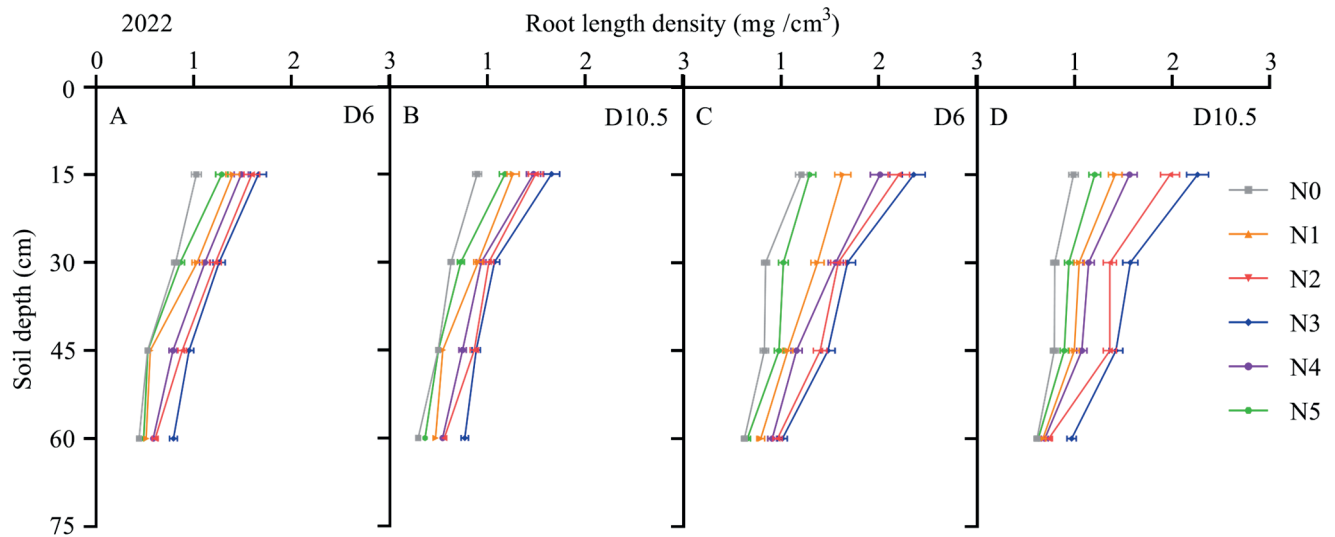 2022
Root length density (mg /cm³)
0 1 2 3 1 2 3 1 2 3 1 2 3
0
A D6 B D10.5 C D6 D D10.5
15
30
45
60
75
Soil depth (cm)
N0
N1
N2
N3
N4
N5